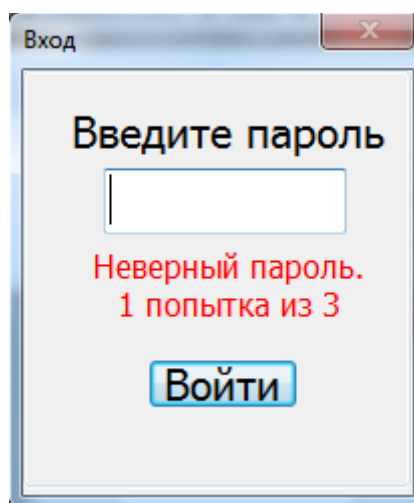 Вход
Введите пароль
Неверный пароль.
1 попытка из 3
Войти